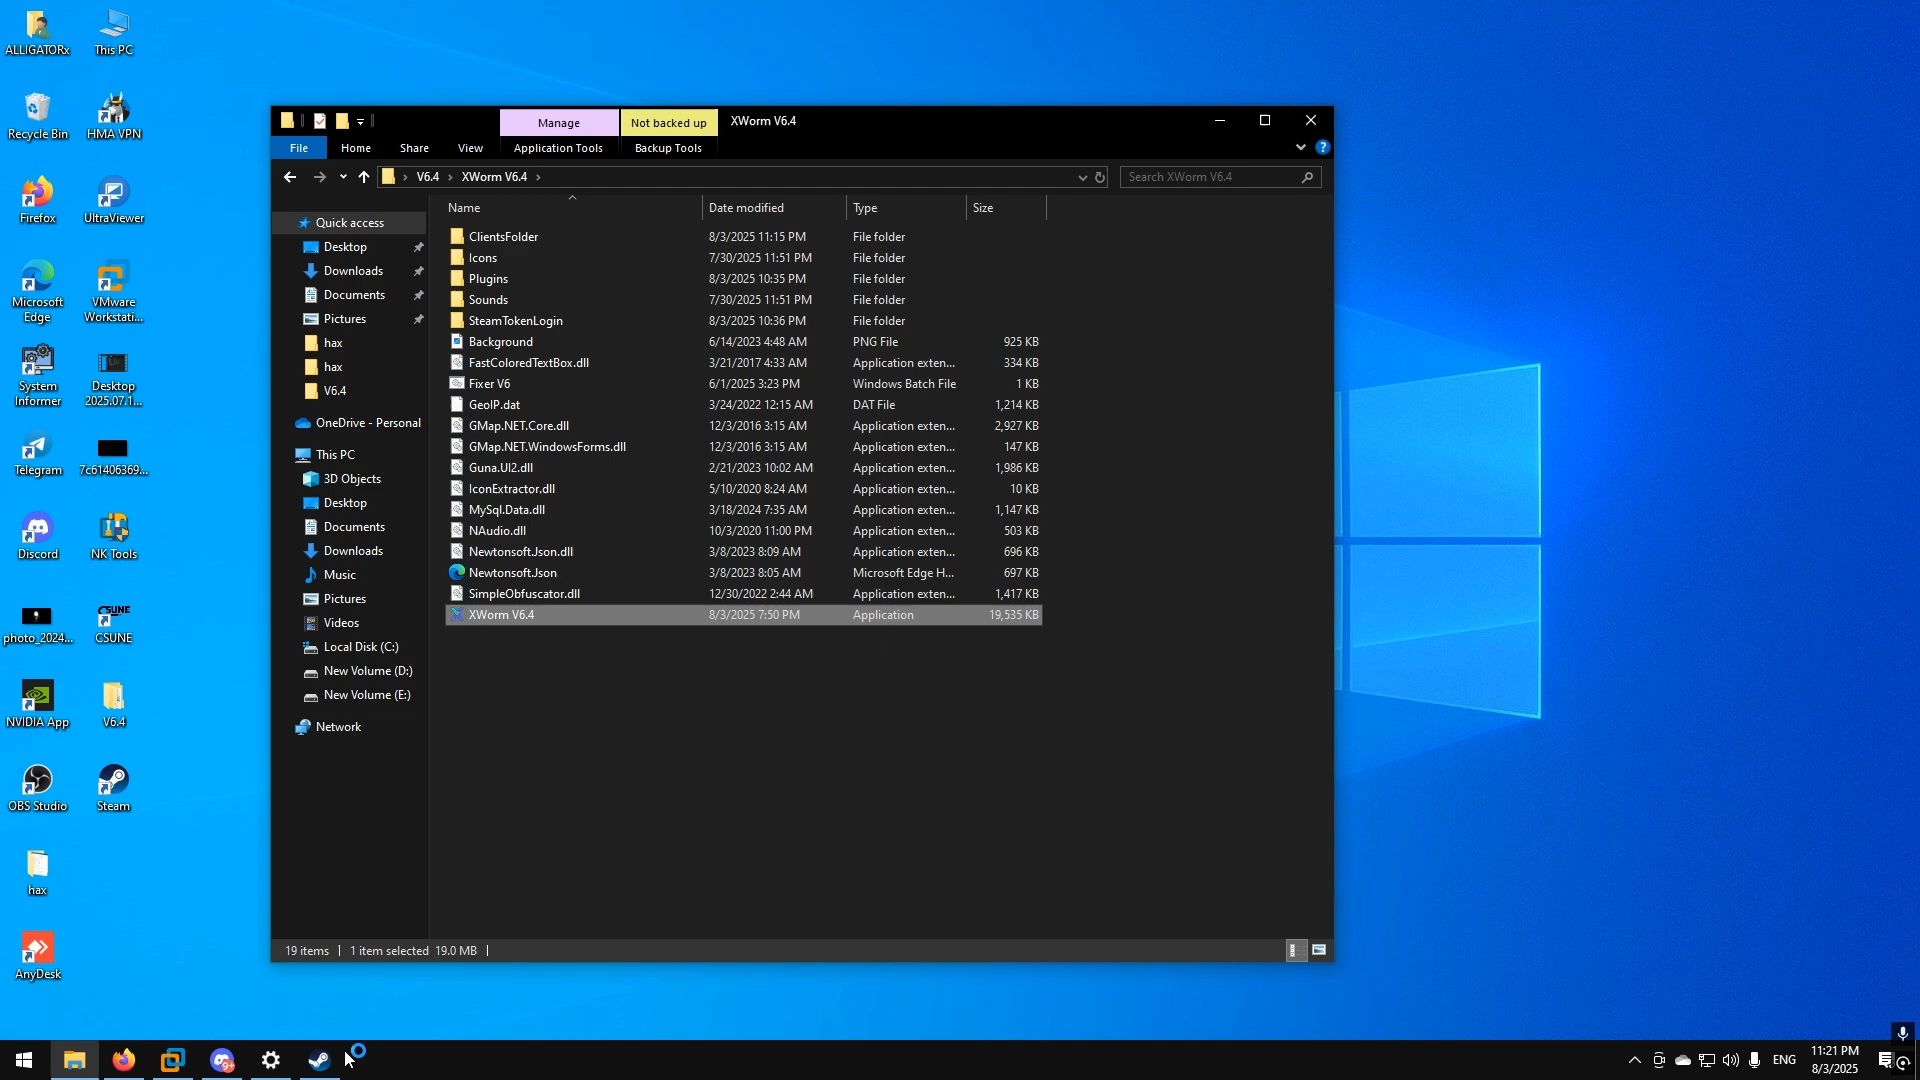 ALLIGATORx
This PC
Recycle Bin
HMA VPN
Firefox
UltraViewer
Microsoft
Edge
VMware
Workstati...
System
Informer
Desktop
2025.07.1...
Telegram
7c61406369...
Discord
NK Tools
photo_2024...
CSUNE
CSUNE
NVIDIA App
V6.4
OBS Studio
Steam
hax
AnyDesk
Manage
Not backed up
XWorm V6.4
File
Home
Share
View
Application Tools
Backup Tools
V6.4 › XWorm V6.4 ›
Search XWorm V6.4
Quick access
Desktop
Downloads
Documents
Pictures
hax
hax
V6.4
OneDrive - Personal
This PC
3D Objects
Desktop
Documents
Downloads
Music
Pictures
Videos
Local Disk (C:)
New Volume (D:)
New Volume (E:)
Network
Name Date modified Type Size
ClientsFolder 8/3/2025 11:15 PM File folder
Icons 7/30/2025 11:51 PM File folder
Plugins 8/3/2025 10:35 PM File folder
Sounds 7/30/2025 11:51 PM File folder
SteamTokenLogin 8/3/2025 10:36 PM File folder
Background 6/14/2023 4:48 AM PNG File 925 KB
FastColoredTextBox.dll 3/21/2017 4:33 AM Application exten... 334 KB
Fixer V6 6/1/2025 3:23 PM Windows Batch File 1 KB
GeoIP.dat 3/24/2022 12:15 AM DAT File 1,214 KB
GMap.NET.Core.dll 12/3/2016 3:15 AM Application exten... 2,927 KB
GMap.NET.WindowsForms.dll 12/3/2016 3:15 AM Application exten... 147 KB
Guna.UI2.dll 2/21/2023 10:02 AM Application exten... 1,986 KB
IconExtractor.dll 5/10/2020 8:24 AM Application exten... 10 KB
MySql.Data.dll 3/18/2024 7:35 AM Application exten... 1,147 KB
NAudio.dll 10/3/2020 11:00 PM Application exten... 503 KB
Newtonsoft.Json.dll 3/8/2023 8:09 AM Application exten... 696 KB
Newtonsoft.Json 3/8/2023 8:05 AM Microsoft Edge H... 697 KB
SimpleObfuscator.dll 12/30/2022 2:44 AM Application exten... 1,417 KB
XWorm V6.4 8/3/2025 7:50 PM Application 19,535 KB
19 items | 1 item selected 19.0 MB |
9+
ENG
11:21 PM
8/3/2025